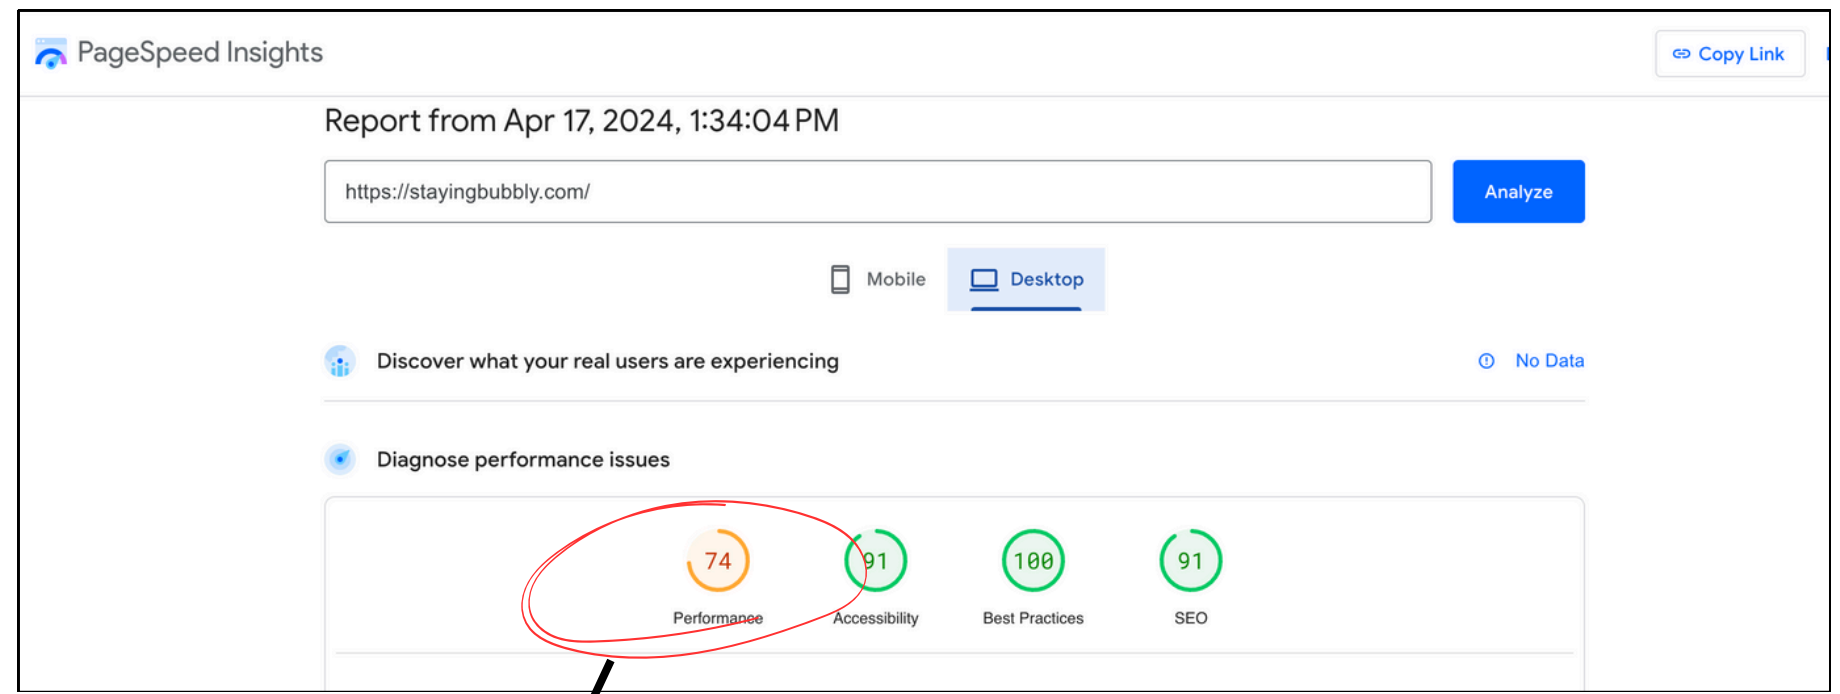 PageSpeed Insights
Copy Link
Report from Apr 17, 2024, 1:34:04 PM
https://stayingbubbly.com/
Analyze
Mobile
Desktop
Discover what your real users are experiencing
No Data
Diagnose performance issues
74
91
100
91
Performance
Accessibility
Best Practices
SEO